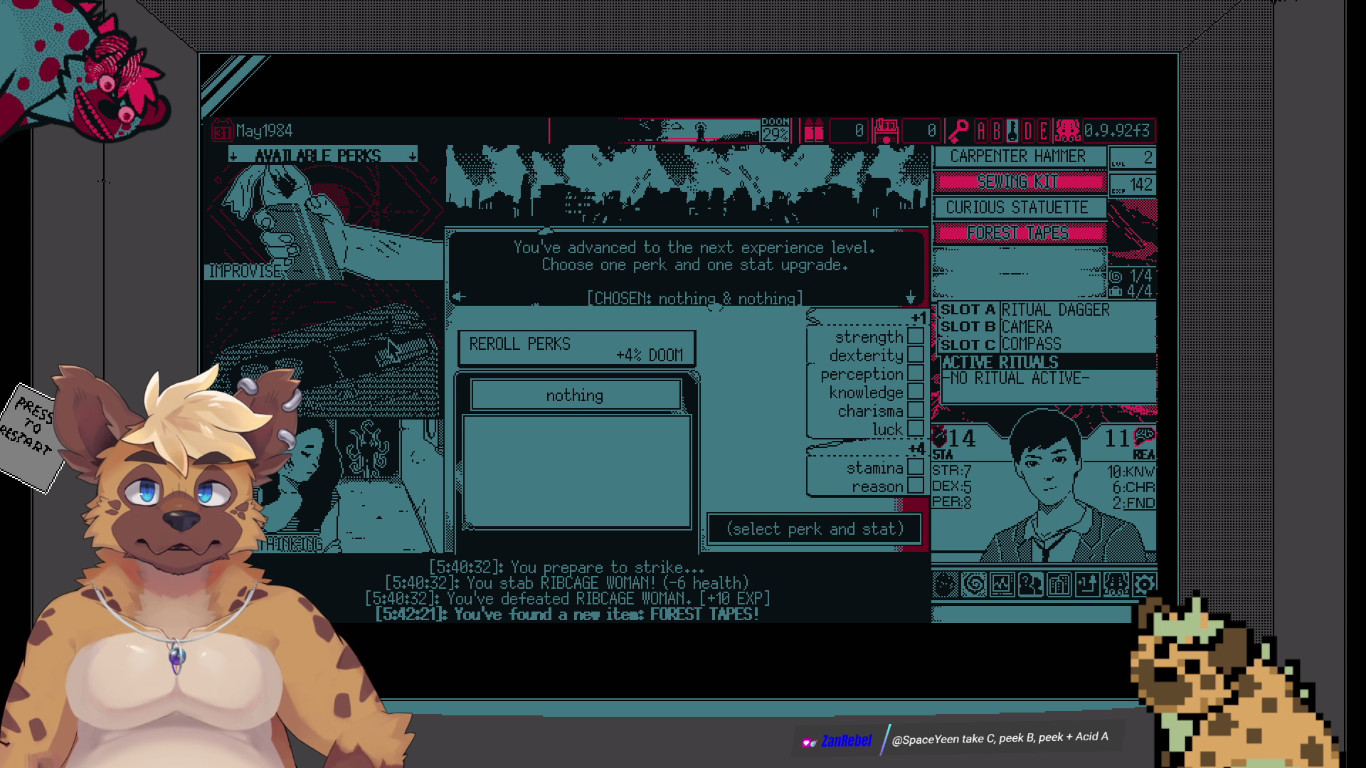 May1984
DOOM
29%
0
0
A B D E
0.9.92f3
AVAILABLE PERKS
IMPROVISE
You've advanced to the next experience level.
Choose one perk and one stat upgrade.
[CHOSEN: nothing & nothing]
REROLL PERKS
+4% DOOM
nothing
+1
strength
dexterity
perception
knowledge
charisma
luck
+4
stamina
reason
(select perk and stat)
CARPENTER HAMMER
SEWING KIT
CURIOUS STATUETTE
FOREST TAPES
LVL 2
EXP 142
1/4
4/4
SLOT A RITUAL DAGGER
SLOT B CAMERA
SLOT C COMPASS
ACTIVE RITUALS
-NO RITUAL ACTIVE-
14
STA
11
REA
STR:7
DEX:5
PER:8
10:KNW
6:CHR
2:FND
[5:40:32]: You prepare to strike...
[5:40:32]: You stab RIBCAGE WOMAN! (-6 health)
[5:40:32]: You've defeated RIBCAGE WOMAN. [+10 EXP]
[5:42:21]: You've found a new item: FOREST TAPES!
PRESS
TO
RESTART
ZanRebel
@SpaceYeen take C, peek B, peek + Acid A